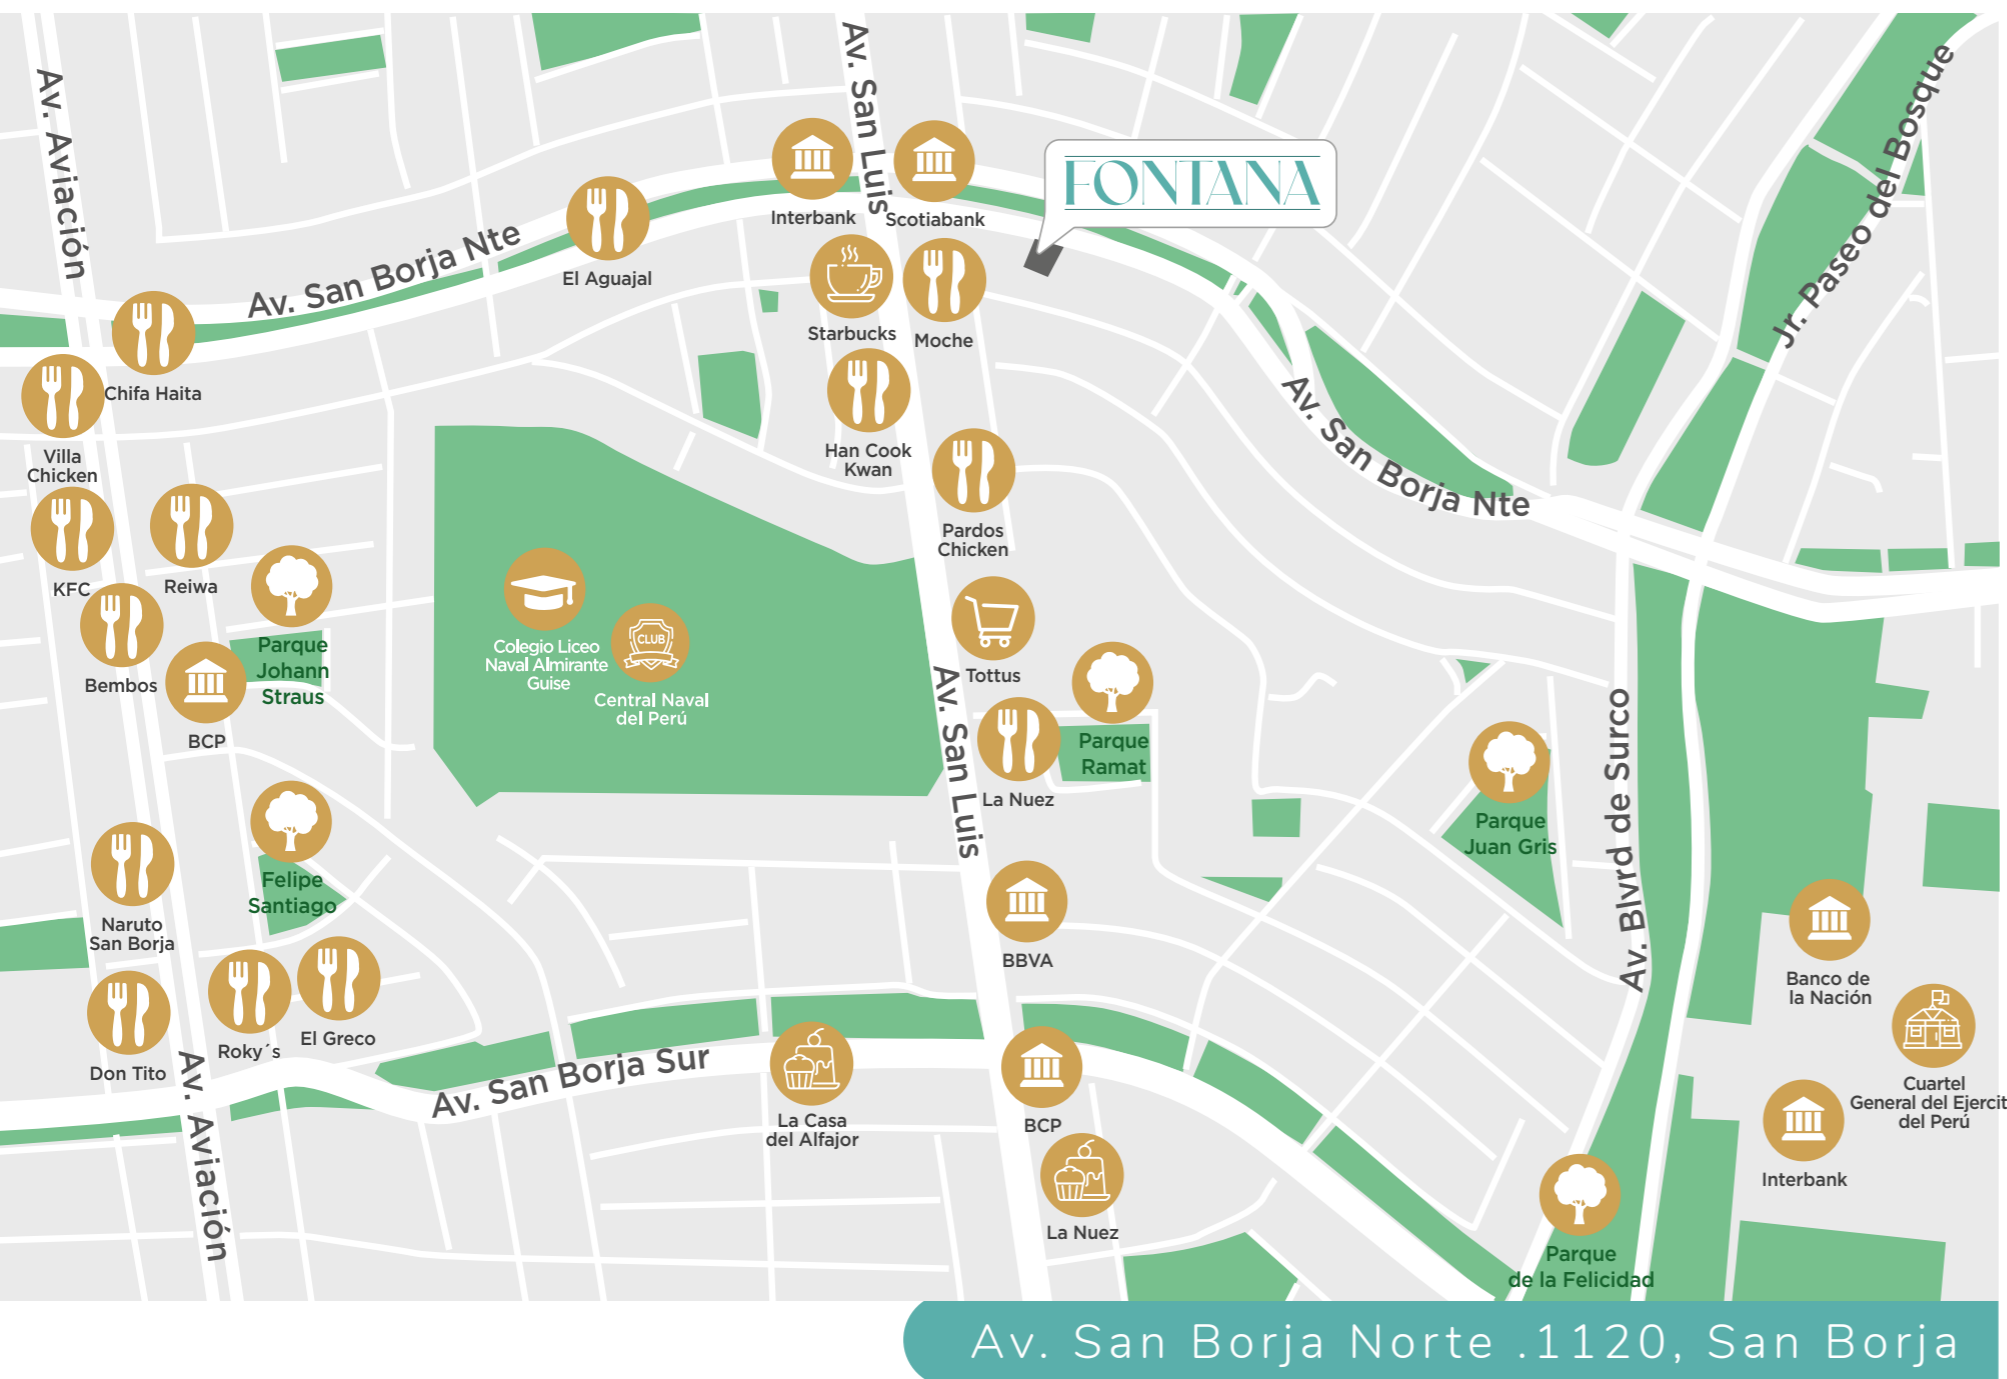 Av. Aviación
Av. San Luis
Jr. Paseo del Bosque
FONTANA
Interbank
Scotiabank
Av. San Borja Nte
El Aguajal
Starbucks
Moche
Chifa Haita
Av. San Borja Nte
Villa
Chicken
Han Cook
Kwan
Pardos
Chicken
KFC
Reiwa
Parque
Johann
Straus
Bembos
BCP
Colegio Liceo
Naval Almirante
Guise
CLUB
Central Naval
del Perú
Tottus
Av. San Luis
La Nuez
Parque
Ramat
Parque
Juan Gris
Av. Blvrd de Surco
Felipe
Santiago
Naruto
San Borja
BBVA
Banco de
la Nación
Don Tito
Roky´s
El Greco
Av. Aviación
Av. San Borja Sur
La Casa
del Alfajor
BCP
La Nuez
Cuartel
General del Ejercit
del Perú
Interbank
Parque
de la Felicidad
Av. San Borja Norte .1120, San Borja